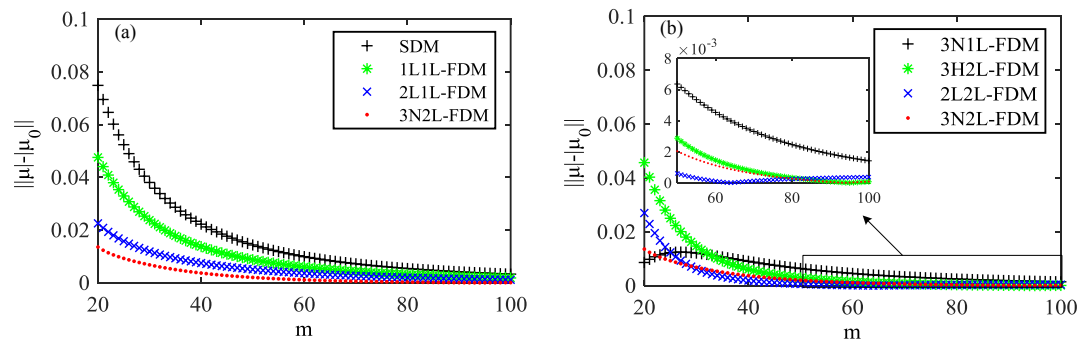 (a)
0.1
0.08
0.06
0.04
0.02
0
20
40
60
80
100
m
||μ|-|μ₀||
SDM
1L1L-FDM
2L1L-FDM
3N2L-FDM
(b)
0.1
0.08
0.06
0.04
0.02
0
20
40
60
80
100
m
||μ|-|μ₀||
×10⁻³
8
6
4
2
0
60
80
100
3N1L-FDM
3H2L-FDM
2L2L-FDM
3N2L-FDM